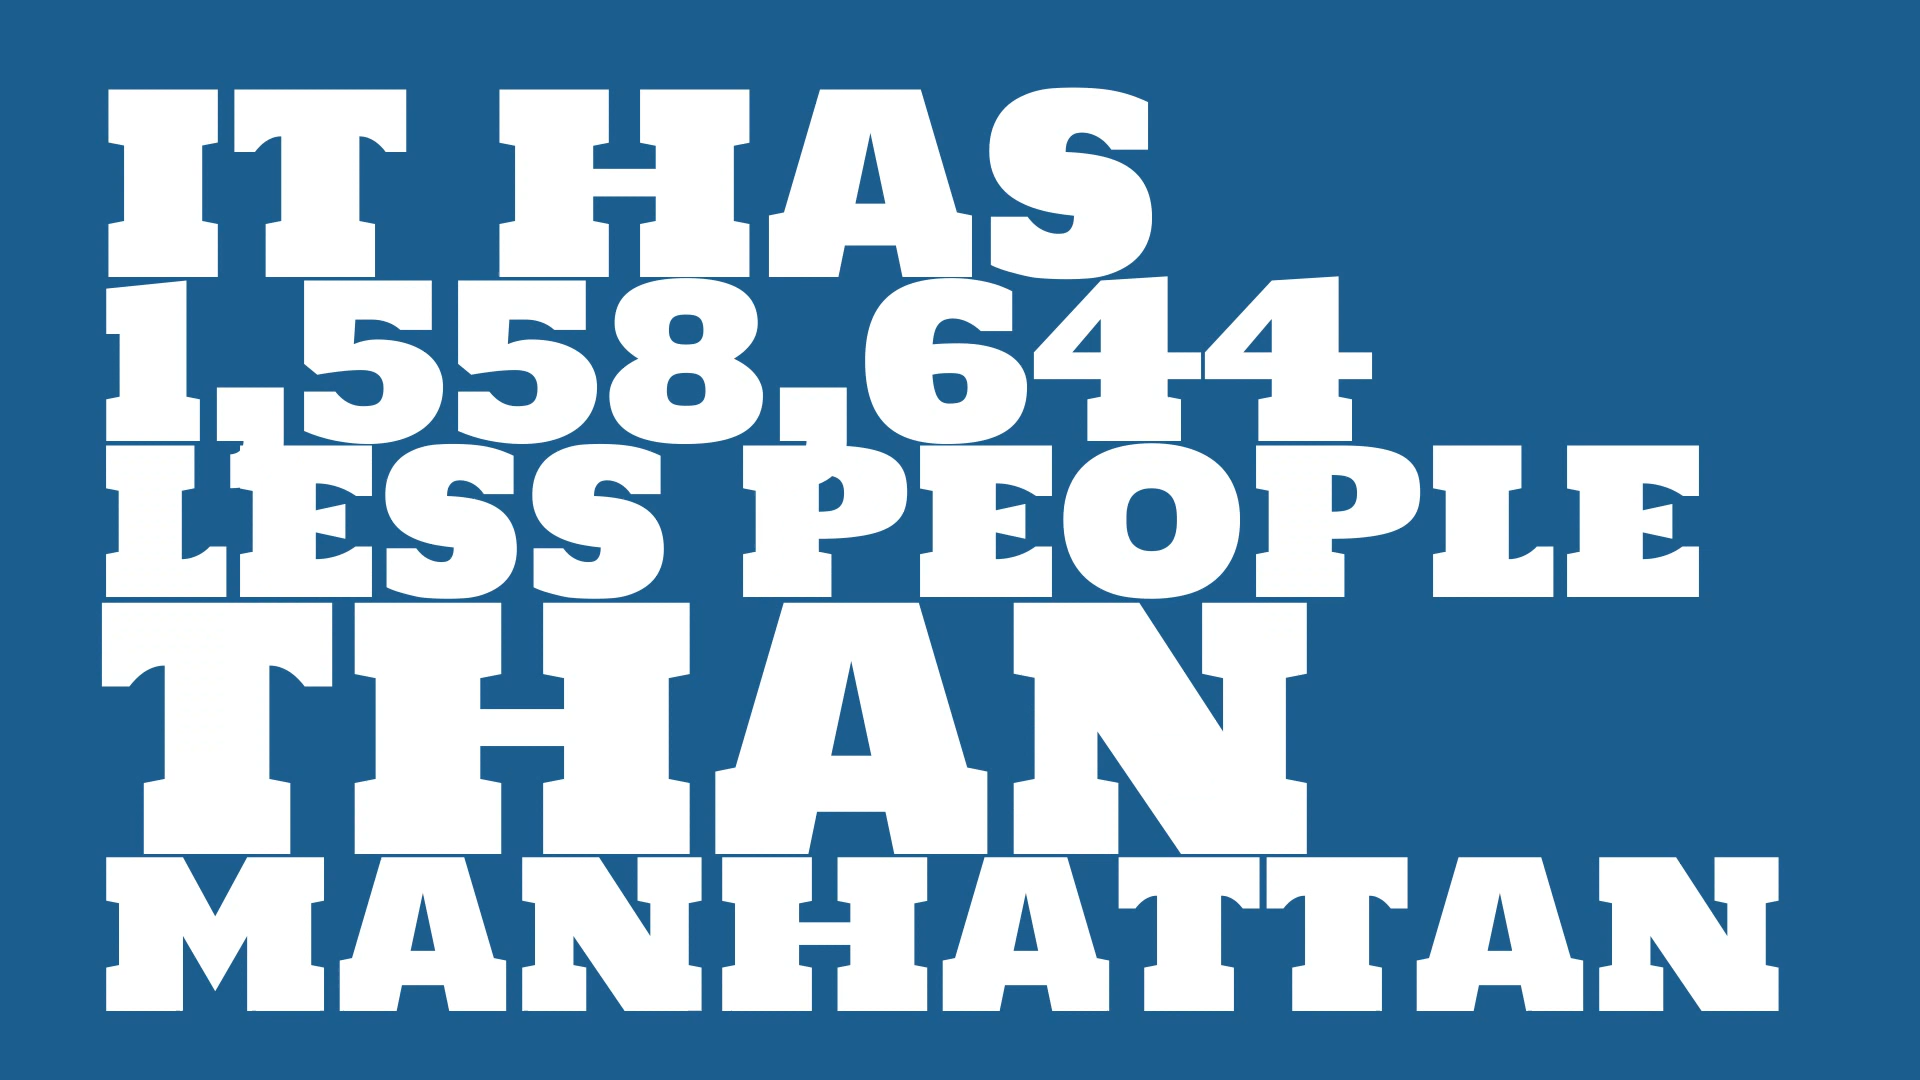 IT HAS
1,558,644
LESS PEOPLE
THAN
MANHATTAN